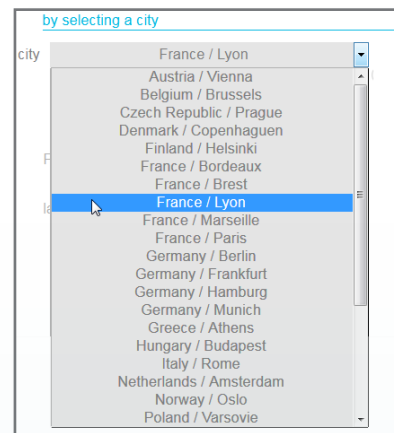 by selecting a city
city France / Lyon
Austria / Vienna
Belgium / Brussels
Czech Republic / Prague
Denmark / Copenhaguen
Finland / Helsinki
France / Bordeaux
France / Brest
France / Lyon
France / Marseille
France / Paris
Germany / Berlin
Germany / Frankfurt
Germany / Hamburg
Germany / Munich
Greece / Athens
Hungary / Budapest
Italy / Rome
Netherlands / Amsterdam
Norway / Oslo
Poland / Varsovie